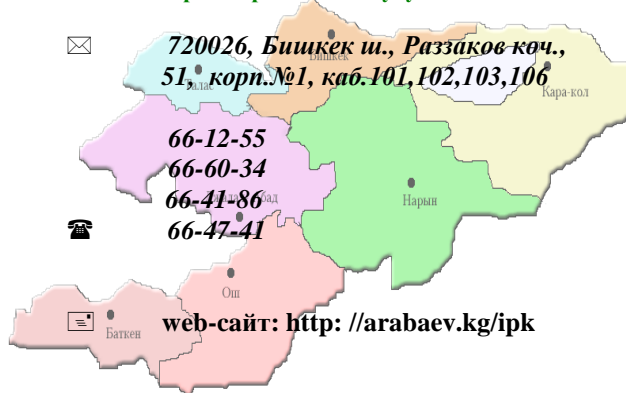 ✉ 720026, Бишкек ш., Раззаков көч.,
51, корп.№1, каб.101,102,103,106
Бишкек
Талас
Кара-кол
66-12-55
66-60-34
66-41-86
Нарын
☎ 66-47-41
Ош
web-сайт: http: //arabaev.kg/ipk
Баткен